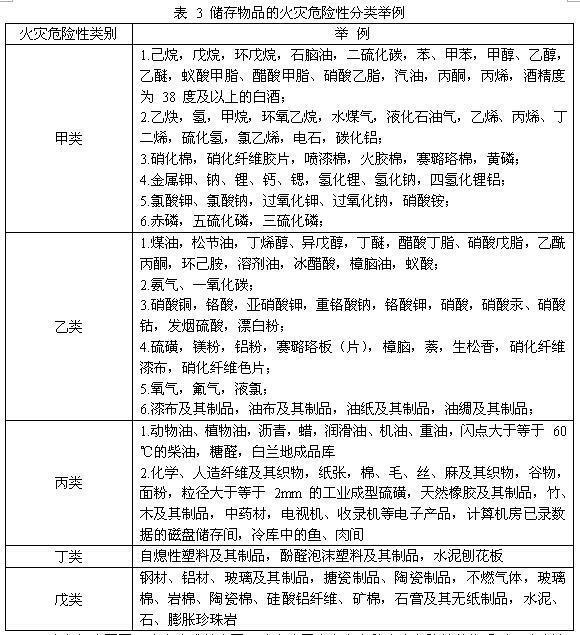 表 3 储存物品的火灾危险性分类举例
火灾危险性类别
举 例
甲类
1.己烷，戊烷，环戊烷，石脑油，二硫化碳，苯、甲苯，甲醇、乙醇，
乙醚，蚁酸甲脂、醋酸甲脂、硝酸乙脂，汽油，丙酮，丙烯，酒精度
为 38 度及以上的白酒；
2.乙炔，氢，甲烷，环氧乙烷，水煤气，液化石油气，乙烯、丙烯、丁
二烯，硫化氢，氯乙烯，电石，碳化铝；
3.硝化棉，硝化纤维胶片，喷漆棉，火胶棉，赛璐珞棉，黄磷；
4.金属钾、钠、锂、钙、锶，氢化锂、氢化钠，四氢化锂铝；
5.氯酸钾、氯酸钠，过氧化钾、过氧化钠，硝酸铵；
6.赤磷，五硫化磷，三硫化磷；
乙类
1.煤油，松节油，丁烯醇、异戊醇，丁醚，醋酸丁脂、硝酸戊脂，乙酰
丙酮，环己胺，溶剂油，冰醋酸，樟脑油，蚁酸；
2.氨气、一氧化碳；
3.硝酸铜，铬酸，亚硝酸钾，重铬酸钠，铬酸钾，硝酸，硝酸汞、硝酸
钴，发烟硫酸，漂白粉；
4.硫磺，镁粉，铝粉，赛璐珞板（片），樟脑，萘，生松香，硝化纤维
漆布，硝化纤维色片；
5.氧气，氟气，液氯；
6.漆布及其制品，油布及其制品，油纸及其制品，油绸及其制品；
丙类
1.动物油、植物油，沥青，蜡，润滑油、机油、重油，闪点大于等于 60
℃的柴油，糖醛，白兰地成品库
2.化学、人造纤维及其织物，纸张，棉、毛、丝、麻及其织物，谷物，
面粉，粒径大于等于 2mm 的工业成型硫磺，天然橡胶及其制品，竹、
木及其制品，中药材，电视机、收录机等电子产品，计算机房已录数
据的磁盘储存间，冷库中的鱼、肉间
丁类
自熄性塑料及其制品，酚醛泡沫塑料及其制品，水泥刨花板
戊类
钢材、铝材、玻璃及其制品，搪瓷制品、陶瓷制品，不燃气体，玻璃
棉、岩棉、陶瓷棉、硅酸铝纤维、矿棉，石膏及其无纸制品，水泥、
石、膨胀珍珠岩